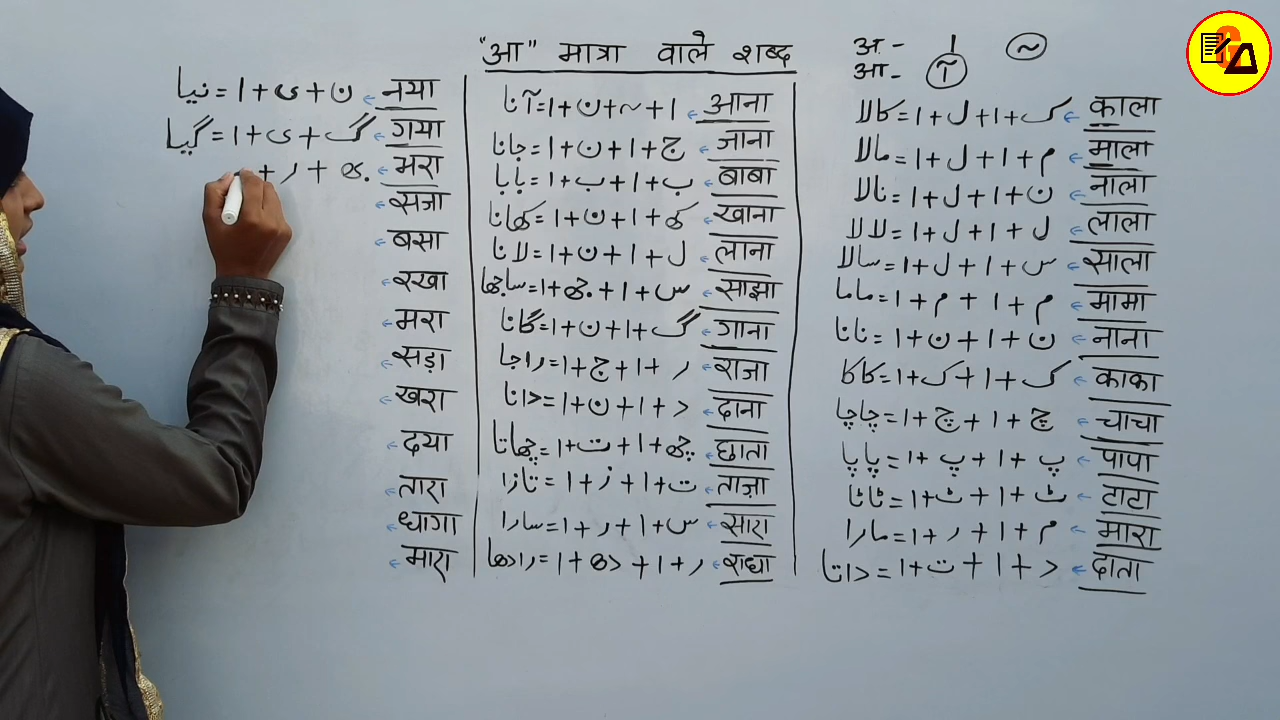 "आ" मात्रा वाले शब्द
अ - ا ~
आ - آ
काला ← ک+ا+ل+ا=کالا
माला ← م+ا+ل+ا=مالا
नाला ← ن+ا+ل+ا=نالا
लाला ← ل+ا+ل+ا=لالا
साला ← س+ا+ل+ا=سالا
मामा ← م+ا+م+ا=ماما
नाना ← ن+ا+ن+ا=نانا
काका ← ک+ا+ک+ا=کاکا
चाचा ← چ+ا+چ+ا=چاچا
पापा ← پ+ا+پ+ا=پاپا
टाटा ← ٹ+ا+ٹ+ا=ٹاٹا
मारा ← م+ا+ر+ا=مارا
दाता ← د+ا+ت+ا=داتا
आना ← ا+~+ن+ا=آنا
जाना ← ج+ا+ن+ا=جانا
बाबा ← ب+ا+ب+ا=بابا
खाना ← کھ+ا+ن+ا=کھانا
लाना ← ل+ا+ن+ا=لانا
साझा ← س+ا+جھ+ا=ساجھا
गाना ← گ+ا+ن+ا=گانا
राजा ← ر+ا+ج+ا=راجا
दाना ← د+ا+ن+ا=دانا
छाता ← چھ+ا+ت+ا=چھاتا
ताज़ा ← ت+ا+ز+ا=تازا
सारा ← س+ا+ر+ا=سارا
राधा ← ر+ا+دھ+ا=رادھا
नया ← ن+ی+ا=نیا
गया ← گ+ی+ا=گیا
भरा ← بھ+ر+
सजा ←
बसा ←
रखा ←
मरा ←
सड़ा ←
खरा ←
दया ←
तारा ←
धागा ←
मारा ←